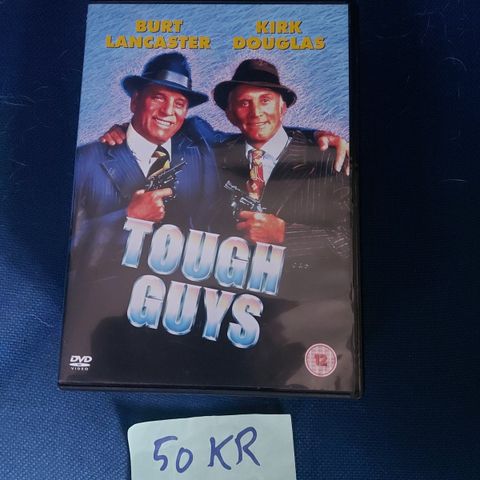 BURT KIRK
LANCASTER DOUGLAS
TOUGH
GUYS
DVD
VIDEO
12
50 KR